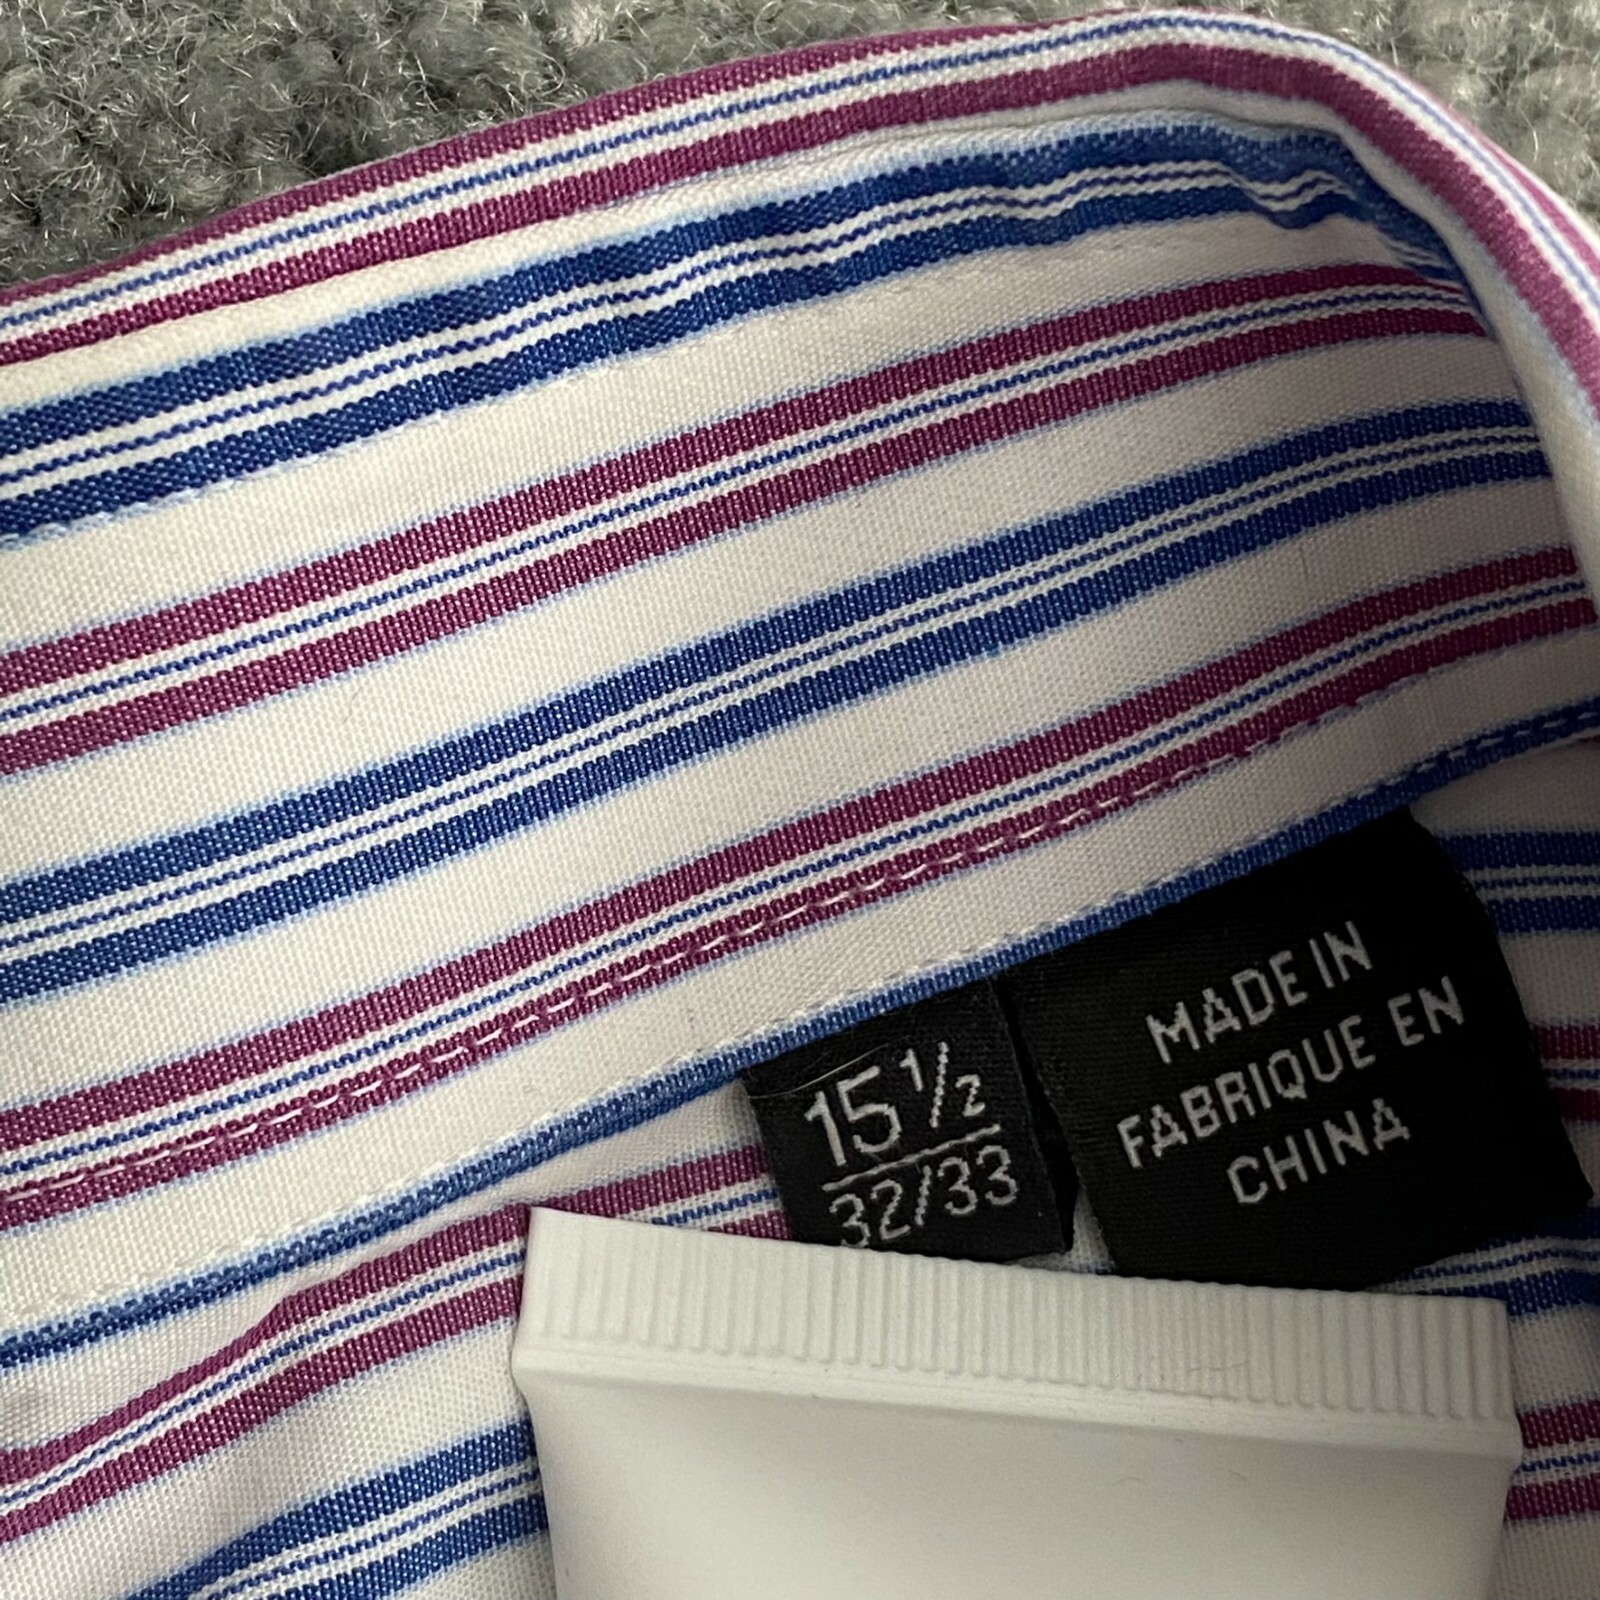 15 1/2
32/33
MADE IN
FABRIQUE EN
CHINA